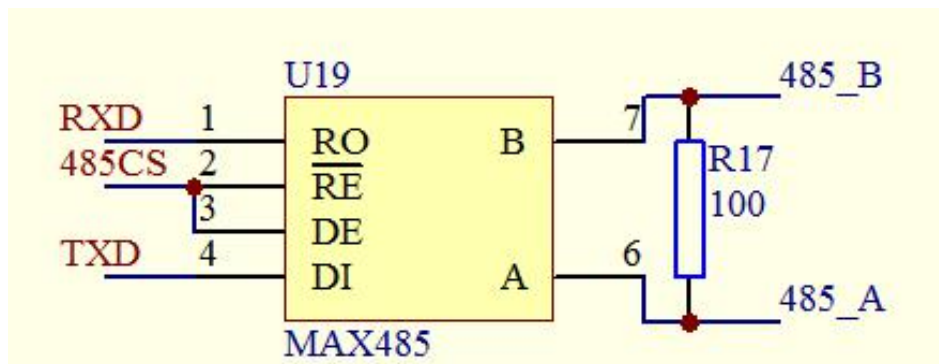 U19
485_B
RXD 1 RO B 7
485CS 2 RE R17
3 DE 100
TXD 4 DI A 6
485_A
MAX485